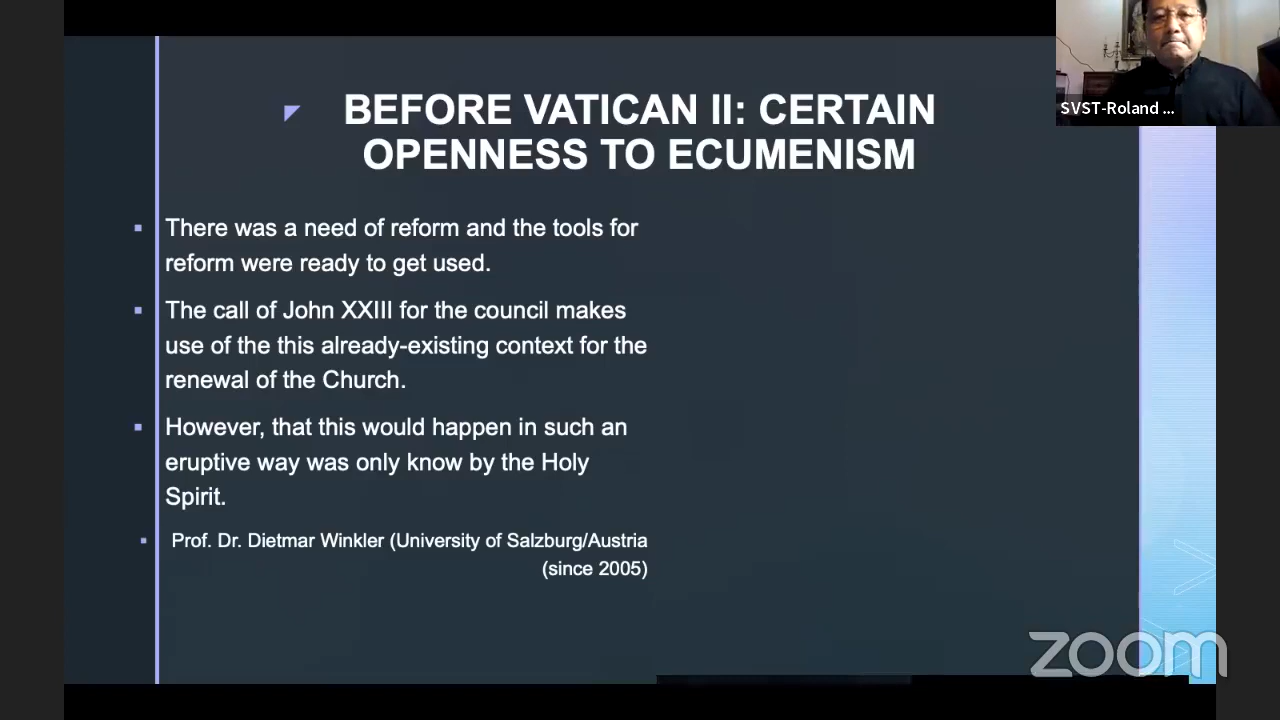 SVST-Roland ...
BEFORE VATICAN II: CERTAIN
OPENNESS TO ECUMENISM
There was a need of reform and the tools for
reform were ready to get used.
The call of John XXIII for the council makes
use of the this already-existing context for the
renewal of the Church.
However, that this would happen in such an
eruptive way was only know by the Holy
Spirit.
Prof. Dr. Dietmar Winkler (University of Salzburg/Austria
(since 2005)
zoom